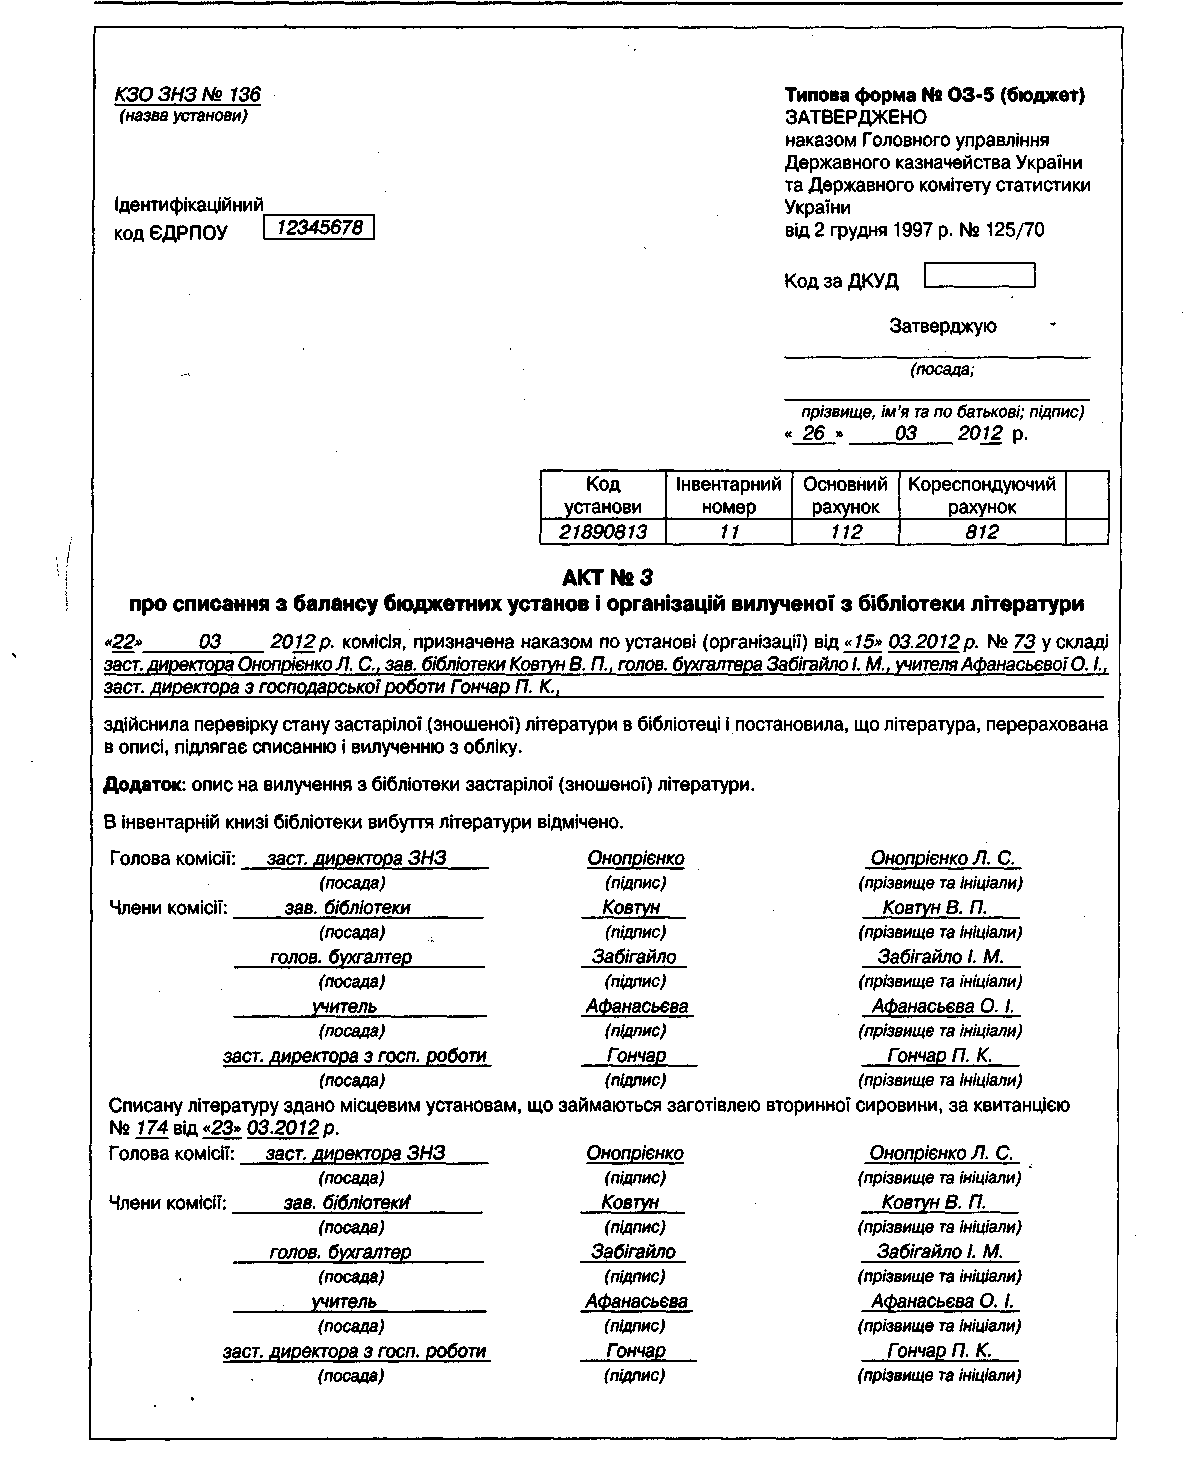 КЗО ЗНЗ № 136
(назва установи)
Типова форма № ОЗ-5 (бюджет)
ЗАТВЕРДЖЕНО
наказом Головного управління
Державного казначейства України
та Державного комітету статистики
України
від 2 грудня 1997 р. № 125/70
Ідентифікаційний
код ЄДРПОУ 12345678
Код за ДКУД
Затверджую
(посада;
прізвище, ім’я та по батькові; підпис)
« 26 » 03 2012 р.
Код установи Інвентарний номер Основний рахунок Кореспондуючий рахунок
21890813 11 112 812
АКТ № 3
про списання з балансу бюджетних установ і організацій вилученої з бібліотеки літератури
«22» 03 2012 р. комісія, призначена наказом по установі (організації) від «15» 03.2012 р. № 73 у складі
заст. директора Онопрієнко Л. С., зав. бібліотеки Ковтун В. П., голов. бухгалтера Забігайло І. М., учителя Афанасьєвої О. І.,
заст. директора з господарської роботи Гончар П. К.,
здійснила перевірку стану застарілої (зношеної) літератури в бібліотеці і постановила, що література, перерахована
в описі, підлягає списанню і вилученню з обліку.
Додаток: опис на вилучення з бібліотеки застарілої (зношеної) літератури.
В інвентарній книзі бібліотеки вибуття літератури відмічено.
Голова комісії: заст. директора ЗНЗ Онопрієнко Онопрієнко Л. С.
(посада) (підпис) (прізвище та ініціали)
Члени комісії: зав. бібліотеки Ковтун Ковтун В. П.
(посада) (підпис) (прізвище та ініціали)
голов. бухгалтер Забігайло Забігайло І. М.
(посада) (підпис) (прізвище та ініціали)
учитель Афанасьєва Афанасьєва О. І.
(посада) (підпис) (прізвище та ініціали)
заст. директора з госп. роботи Гончар Гончар П. К.
(посада) (підпис) (прізвище та ініціали)
Списану літературу здано місцевим установам, що займаються заготівлею вторинної сировини, за квитанцією
№ 174 від «23» 03.2012 р.
Голова комісії: заст. директора ЗНЗ Онопрієнко Онопрієнко Л. С.
(посада) (підпис) (прізвище та ініціали)
Члени комісії: зав. бібліотеки Ковтун Ковтун В. П.
(посада) (підпис) (прізвище та ініціали)
голов. бухгалтер Забігайло Забігайло І. М.
(посада) (підпис) (прізвище та ініціали)
учитель Афанасьєва Афанасьєва О. І.
(посада) (підпис) (прізвище та ініціали)
заст. директора з госп. роботи Гончар Гончар П. К.
(посада) (підпис) (прізвище та ініціали)